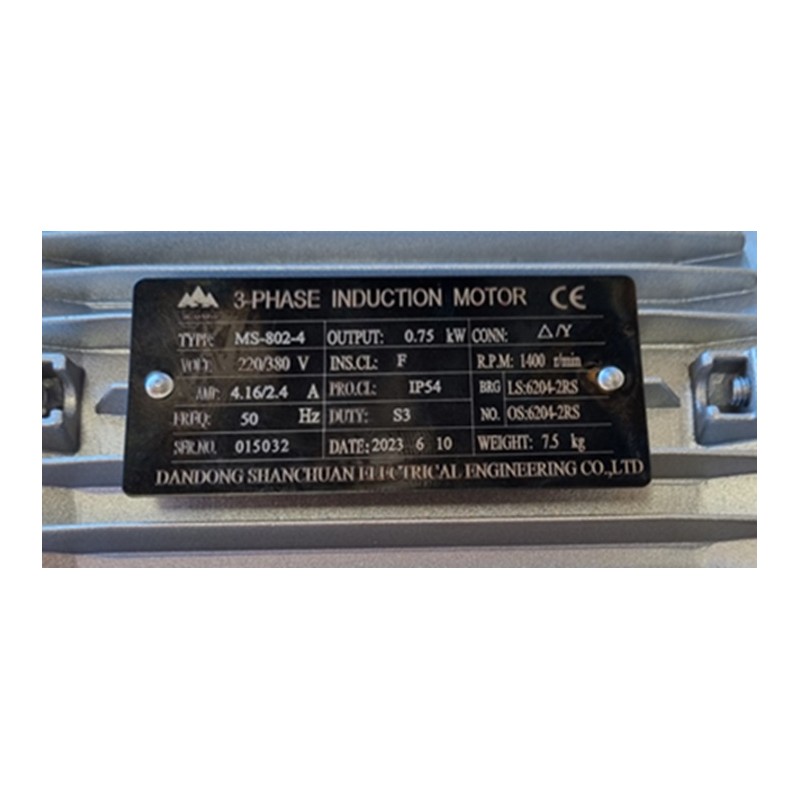 3-PHASE INDUCTION MOTOR CE
TYPE: MS-802-4 OUTPUT: 0.75 kW CONN: △/Y
VOLT: 220/380 V INS.CL: F R.P.M: 1400 r/min
AMP: 4.16/2.4 A PRO.CL: IP54 BRG LS:6204-2RS
FREQ: 50 Hz DUTY: S3 NO. OS:6204-2RS
SER.NO. 015032 DATE: 2023 6 10 WEIGHT: 7.5 kg
DANDONG SHANCHUAN ELECTRICAL ENGINEERING CO.,LTD